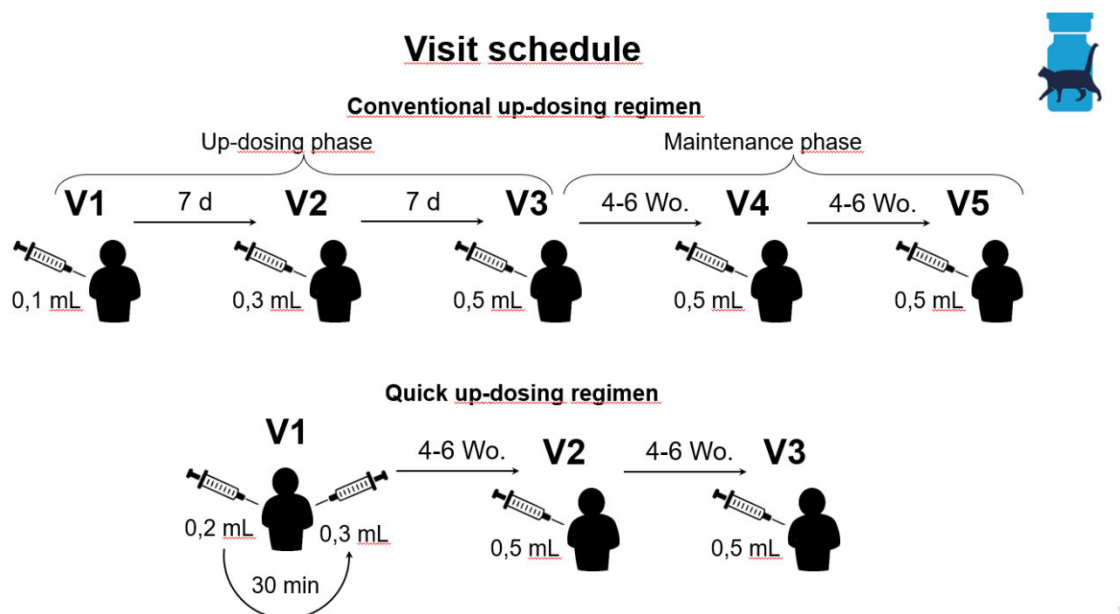 Visit schedule
Conventional up-dosing regimen
Up-dosing phase
Maintenance phase
V1 7 d V2 7 d V3 4-6 Wo. V4 4-6 Wo. V5
0,1 mL 0,3 mL 0,5 mL 0,5 mL 0,5 mL
Quick up-dosing regimen
V1
4-6 Wo. V2 4-6 Wo. V3
0,2 mL 0,3 mL 0,5 mL 0,5 mL
30 min